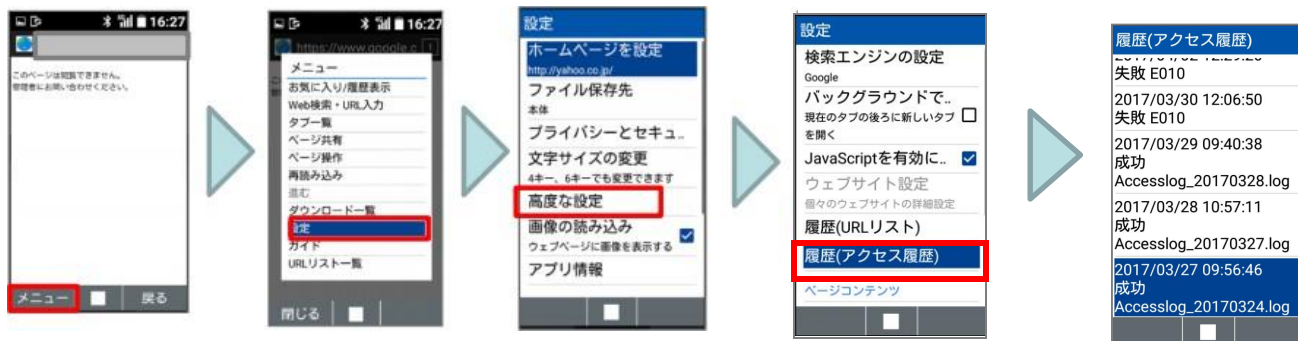 16:27
このページは閲覧できません。
管理者にお問い合わせください。
メニュー
戻る
16:27
https://www.google.c
メニュー
お気に入り/履歴表示
Web検索・URL入力
タブ一覧
ページ共有
ページ操作
再読み込み
進む
ダウンロード一覧
設定
ガイド
URLリスト一覧
閉じる
設定
ホームページを設定
http://yahoo.co.jp/
ファイル保存先
本体
プライバシーとセキュ..
文字サイズの変更
4キー、6キーでも変更できます
高度な設定
画像の読み込み
ウェブページに画像を表示する
アプリ情報
設定
検索エンジンの設定
Google
バックグラウンドで..
現在のタブの後ろに新しいタブ
を開く
JavaScriptを有効に..
ウェブサイト設定
個々のウェブサイトの詳細設定
履歴(URLリスト)
履歴(アクセス履歴)
ページコンテンツ
履歴(アクセス履歴)
失敗 E010
2017/03/30 12:06:50
失敗 E010
2017/03/29 09:40:38
成功
Accesslog_20170328.log
2017/03/28 10:57:11
成功
Accesslog_20170327.log
2017/03/27 09:56:46
成功
Accesslog_20170324.log